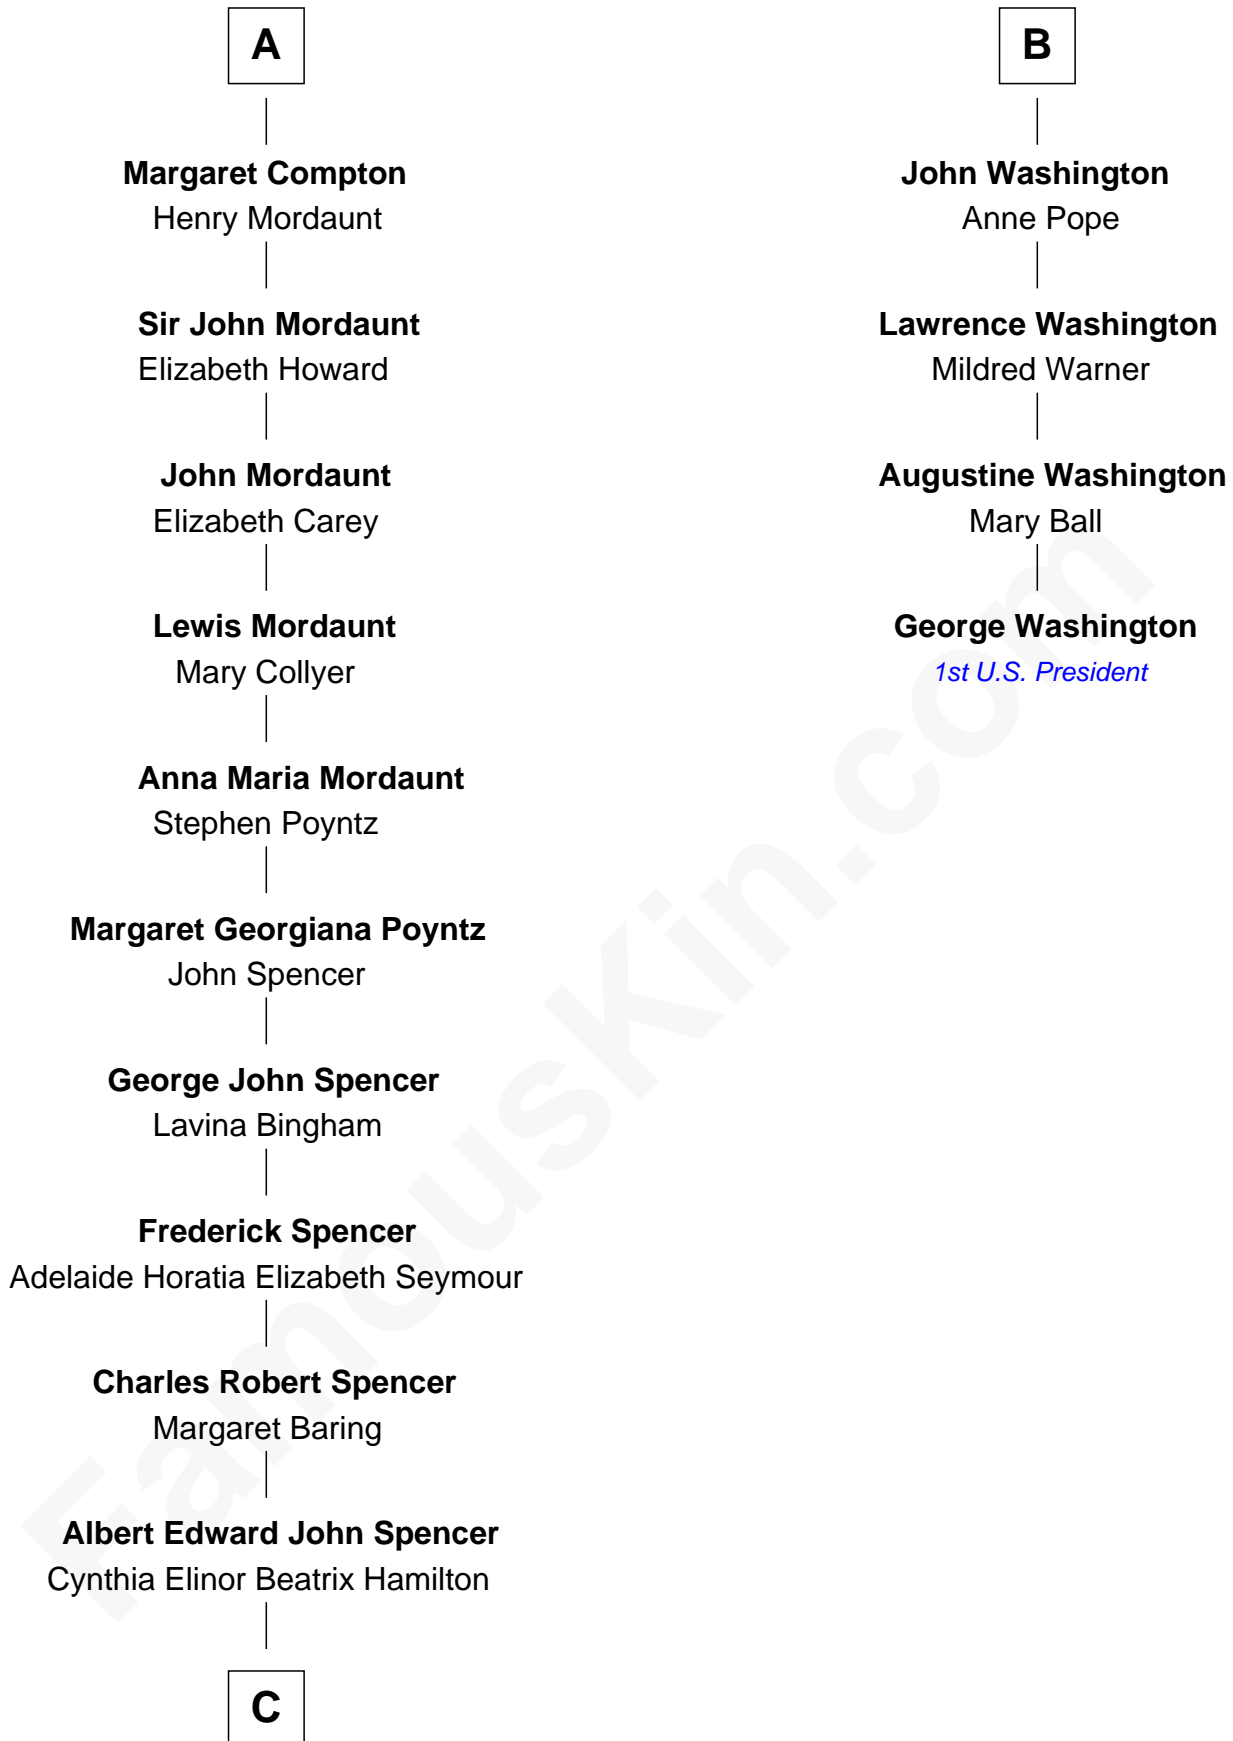 A
Margaret Compton
Henry Mordaunt
Sir John Mordaunt
Elizabeth Howard
John Mordaunt
Elizabeth Carey
Lewis Mordaunt
Mary Collyer
Anna Maria Mordaunt
Stephen Poyntz
Margaret Georgiana Poyntz
John Spencer
George John Spencer
Lavina Bingham
Frederick Spencer
Adelaide Horatia Elizabeth Seymour
Charles Robert Spencer
Margaret Baring
Albert Edward John Spencer
Cynthia Elinor Beatrix Hamilton
C
B
John Washington
Anne Pope
Lawrence Washington
Mildred Warner
Augustine Washington
Mary Ball
George Washington
1st U.S. President
FamousKin.com